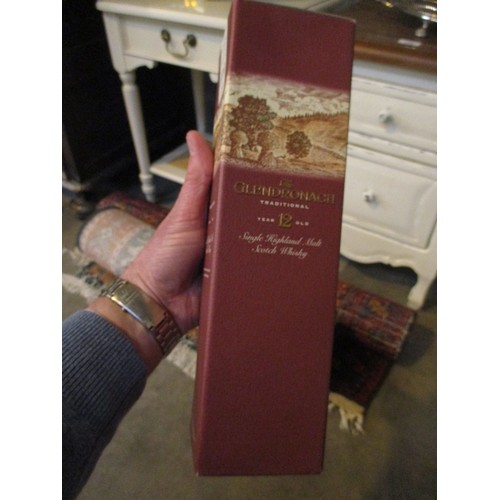 The
GLENDRONACH
TRADITIONAL
YEAR 12 OLD
Single Highland Malt
Scotch Whisky